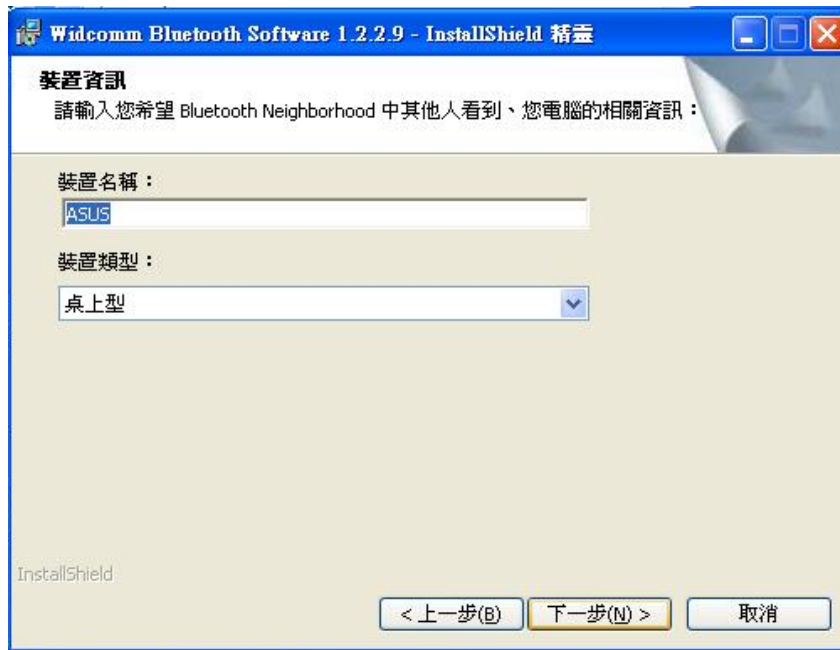 Widcomm Bluetooth Software 1.2.2.9 - InstallShield 精靈
裝置資訊
請輸入您希望 Bluetooth Neighborhood 中其他人看到、您電腦的相關資訊：
裝置名稱：
ASUS
裝置類型：
桌上型
InstallShield
< 上一步(B)
下一步(N) >
取消